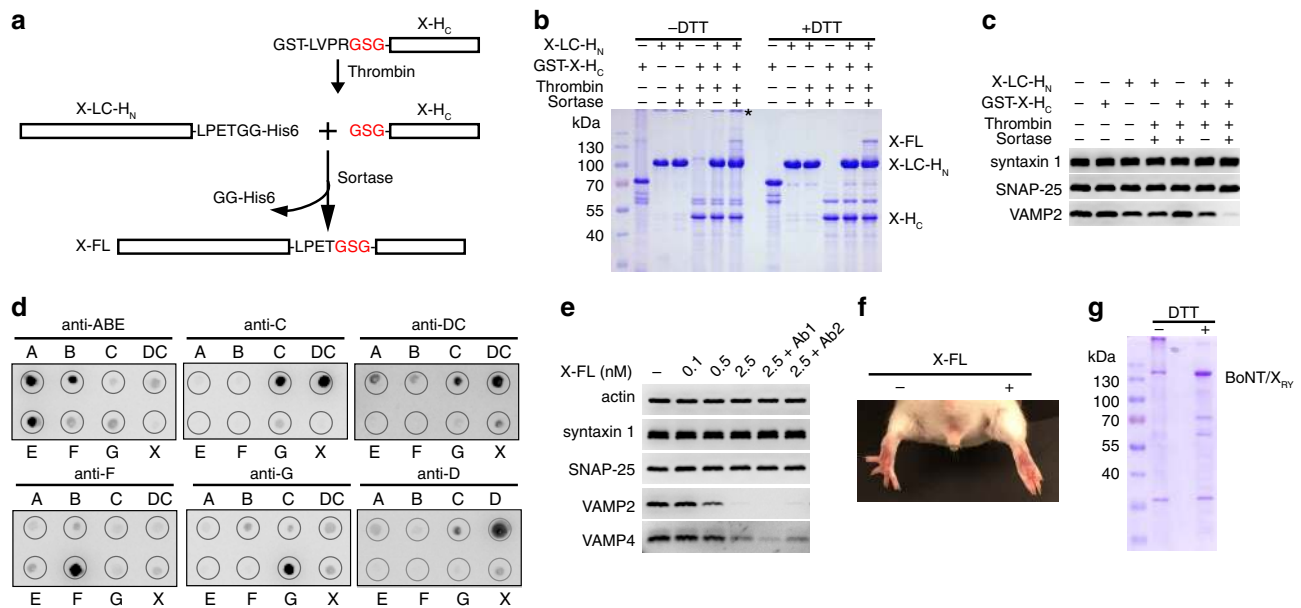 a
X-HC
GST-LVPRGSG-
Thrombin
X-LC-HN
X-HC
-LPETGG-His6 + GSG-
Sortase
GG-His6
X-FL -LPETGSG-
b
–DTT +DTT
X-LC-HN – + + – + + – + + – + +
GST-X-HC + – – + + + + – – + + +
Thrombin – – + + + + – – + + + +
Sortase – – + + – + – – + + – +
kDa
*
130
100
70
55
40
X-FL
X-LC-HN
X-HC
c
X-LC-HN – – + + – + +
GST-X-HC – + – – + + +
Thrombin – – – + + + +
Sortase – – – + + – +
syntaxin 1
SNAP-25
VAMP2
d
anti-ABE anti-C anti-DC
A B C DC A B C DC A B C DC
E F G X E F G X E F G X
anti-F anti-G anti-D
A B C DC A B C DC A B C D
E F G X E F G X E F G X
e
X-FL (nM) – 0.1 0.5 2.5 2.5 + Ab1 2.5 + Ab2
actin
syntaxin 1
SNAP-25
VAMP2
VAMP4
f
X-FL
– +
g
DTT
– +
kDa
130
100
70
55
40
BoNT/XRY